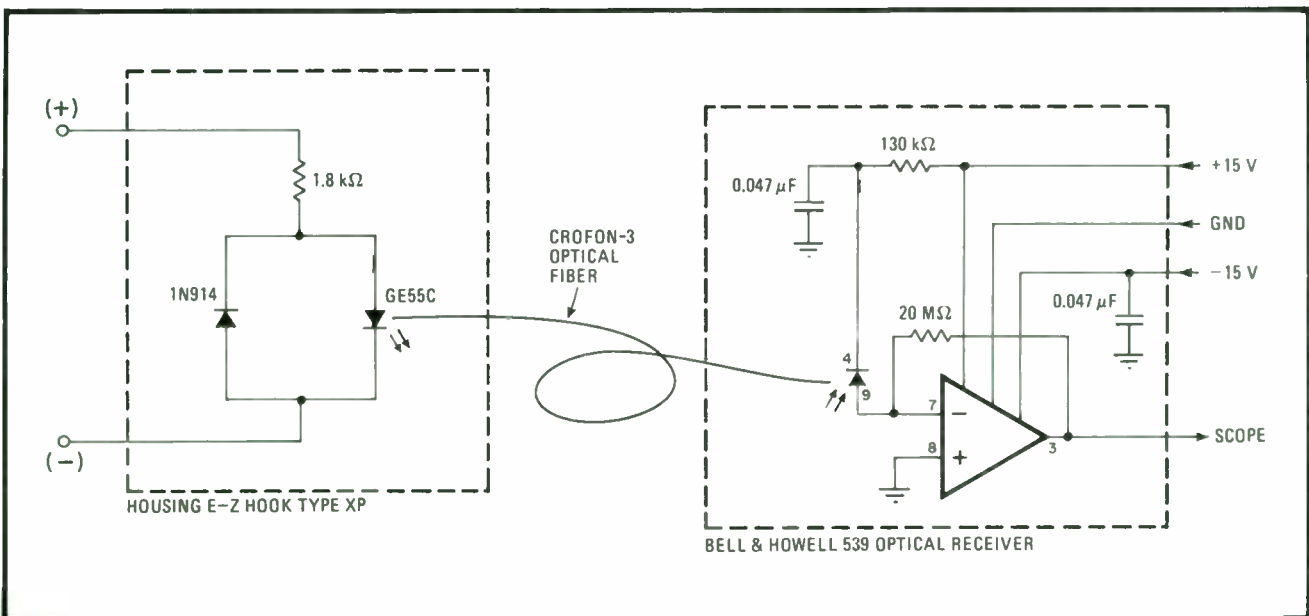 (+)
1.8 kΩ
1N914
GE55C
(−)
HOUSING E-Z HOOK TYPE XP
CROFON-3
OPTICAL
FIBER
130 kΩ
0.047 μF
+15 V
GND
−15 V
0.047 μF
20 MΩ
4
9
7
−
8
+
3
SCOPE
BELL & HOWELL 539 OPTICAL RECEIVER